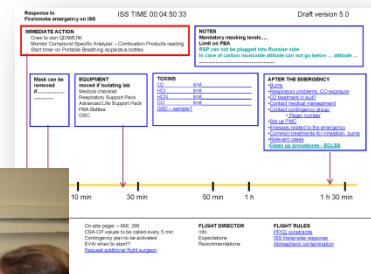 Response to
Fire/smoke emergency on ISS
ISS TIME 00:04:50:33
Draft version 5.0
IMMEDIATE ACTION
Crew to don
Monitor Compound Specific Analyzer – Combustion Products reading
Start timer on Portable Breathing Apparatus bottles
NOTES
Mandatory masking levels….
Limit on PBA
RSP can not be plugged into Russian side
In case of carbon monoxide altitude can not go below … altitude …
Mask can be
removed
if
EQUIPMENT
moved if isolating lab
Medical checklist
Respiratory Support Pack
Advanced Life Support Pack
PBA Bottles
GSC
TOXINS
O2 limit
HCl limit
HCN limit
CO limit
GSC – sample?
AFTER THE EMERGENCY
•Burns
•Respiratory problems, CO-exposure
•O2 treatment in suit?
•Contact medical management
•Contact contingency group
•Pager number
•Set up PMC
•Illnesses related to the emergency
•Common treatments for inhalation, burns
•Relevant cases
•Clean up procedures – ECLSS
10 min
30 min
50 min
1 h
1 h 30 min
On-site pager – 898, 298
CSA-CP values to be called every 5 min
Contingency plan to be activated
EVA! when to abort?
Request additional flight surgeon
FLIGHT DIRECTOR
Info
Expectations
Recommendations
FLIGHT RULES
PPO2 constraints
ISS fire/smoke response
Atmospheric contamination